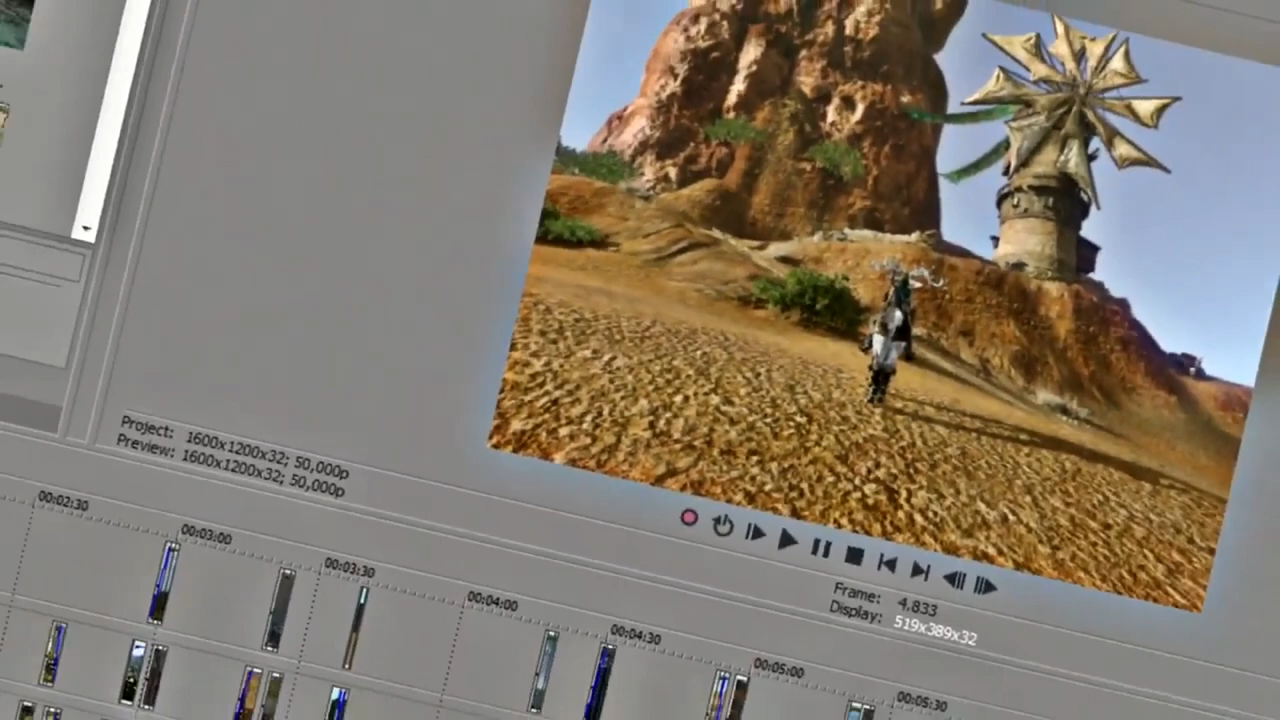 Project: 1600x1200x32; 50,000p
Preview: 1600x1200x32; 50,000p
Frame: 4.833
Display: 519x389x32
00:02:30
00:03:00
00:03:30
00:04:00
00:04:30
00:05:00
00:05:30